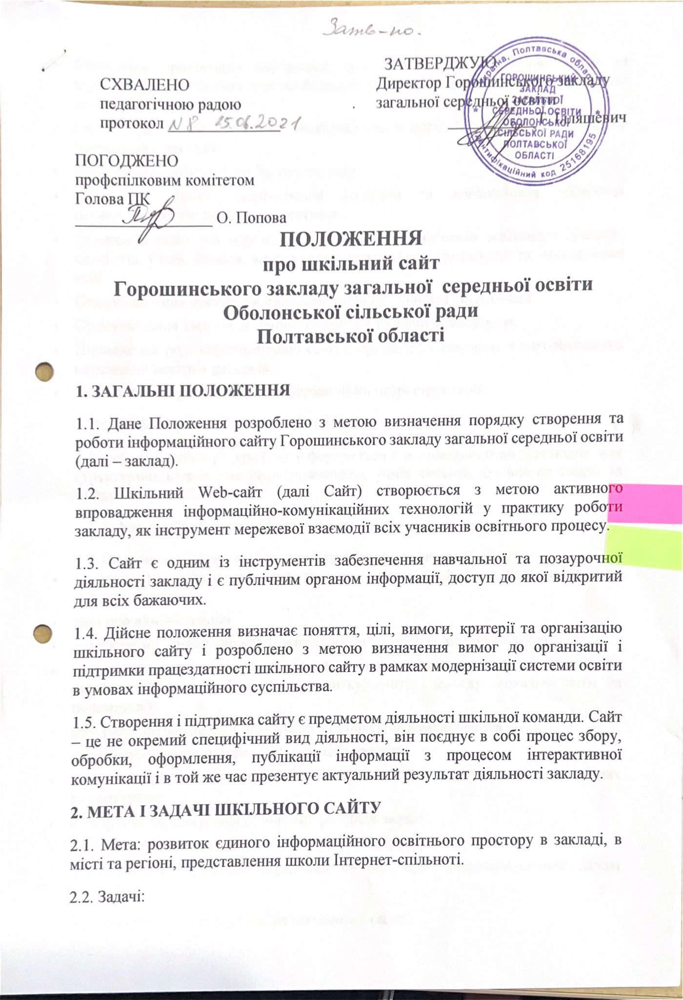 Затв-но.
СХВАЛЕНО
педагогічною радою
протокол N 8 15.06.2021
ЗАТВЕРДЖУЮ
Директор Горошинського закладу
загальної середньої освіти
І. Ілляшевич
Україна, Полтавська область
ГОРОШИНСЬКИЙ
ЗАКЛАД
ЗАГАЛЬНОЇ
СЕРЕДНЬОЇ ОСВІТИ
ОБОЛОНСЬКОЇ
СІЛЬСЬКОЇ РАДИ
ПОЛТАВСЬКОЇ
ОБЛАСТІ
Ідентифікаційний код 25168195
ПОГОДЖЕНО
профспілковим комітетом
Голова ПК
О. Попова
ПОЛОЖЕННЯ
про шкільний сайт
Горошинського закладу загальної середньої освіти
Оболонської сільської ради
Полтавської області
1. ЗАГАЛЬНІ ПОЛОЖЕННЯ
1.1. Дане Положення розроблено з метою визначення порядку створення та
роботи інформаційного сайту Горошинського закладу загальної середньої освіти
(далі – заклад).
1.2. Шкільний Web-сайт (далі Сайт) створюється з метою активного
впровадження інформаційно-комунікаційних технологій у практику роботи
закладу, як інструмент мережевої взаємодії всіх учасників освітнього процесу.
1.3. Сайт є одним із інструментів забезпечення навчальної та позаурочної
діяльності закладу і є публічним органом інформації, доступ до якої відкритий
для всіх бажаючих.
1.4. Дійсне положення визначає поняття, цілі, вимоги, критерії та організацію
шкільного сайту і розроблено з метою визначення вимог до організації і
підтримки працездатності шкільного сайту в рамках модернізації системи освіти
в умовах інформаційного суспільства.
1.5. Створення і підтримка сайту є предметом діяльності шкільної команди. Сайт
– це не окремий специфічний вид діяльності, він поєднує в собі процес збору,
обробки, оформлення, публікації інформації з процесом інтерактивної
комунікації і в той же час презентує актуальний результат діяльності закладу.
2. МЕТА І ЗАДАЧІ ШКІЛЬНОГО САЙТУ
2.1. Мета: розвиток єдиного інформаційного освітнього простору в закладі, в
місті та регіоні, представлення школи Інтернет-спільноті.
2.2. Задачі: